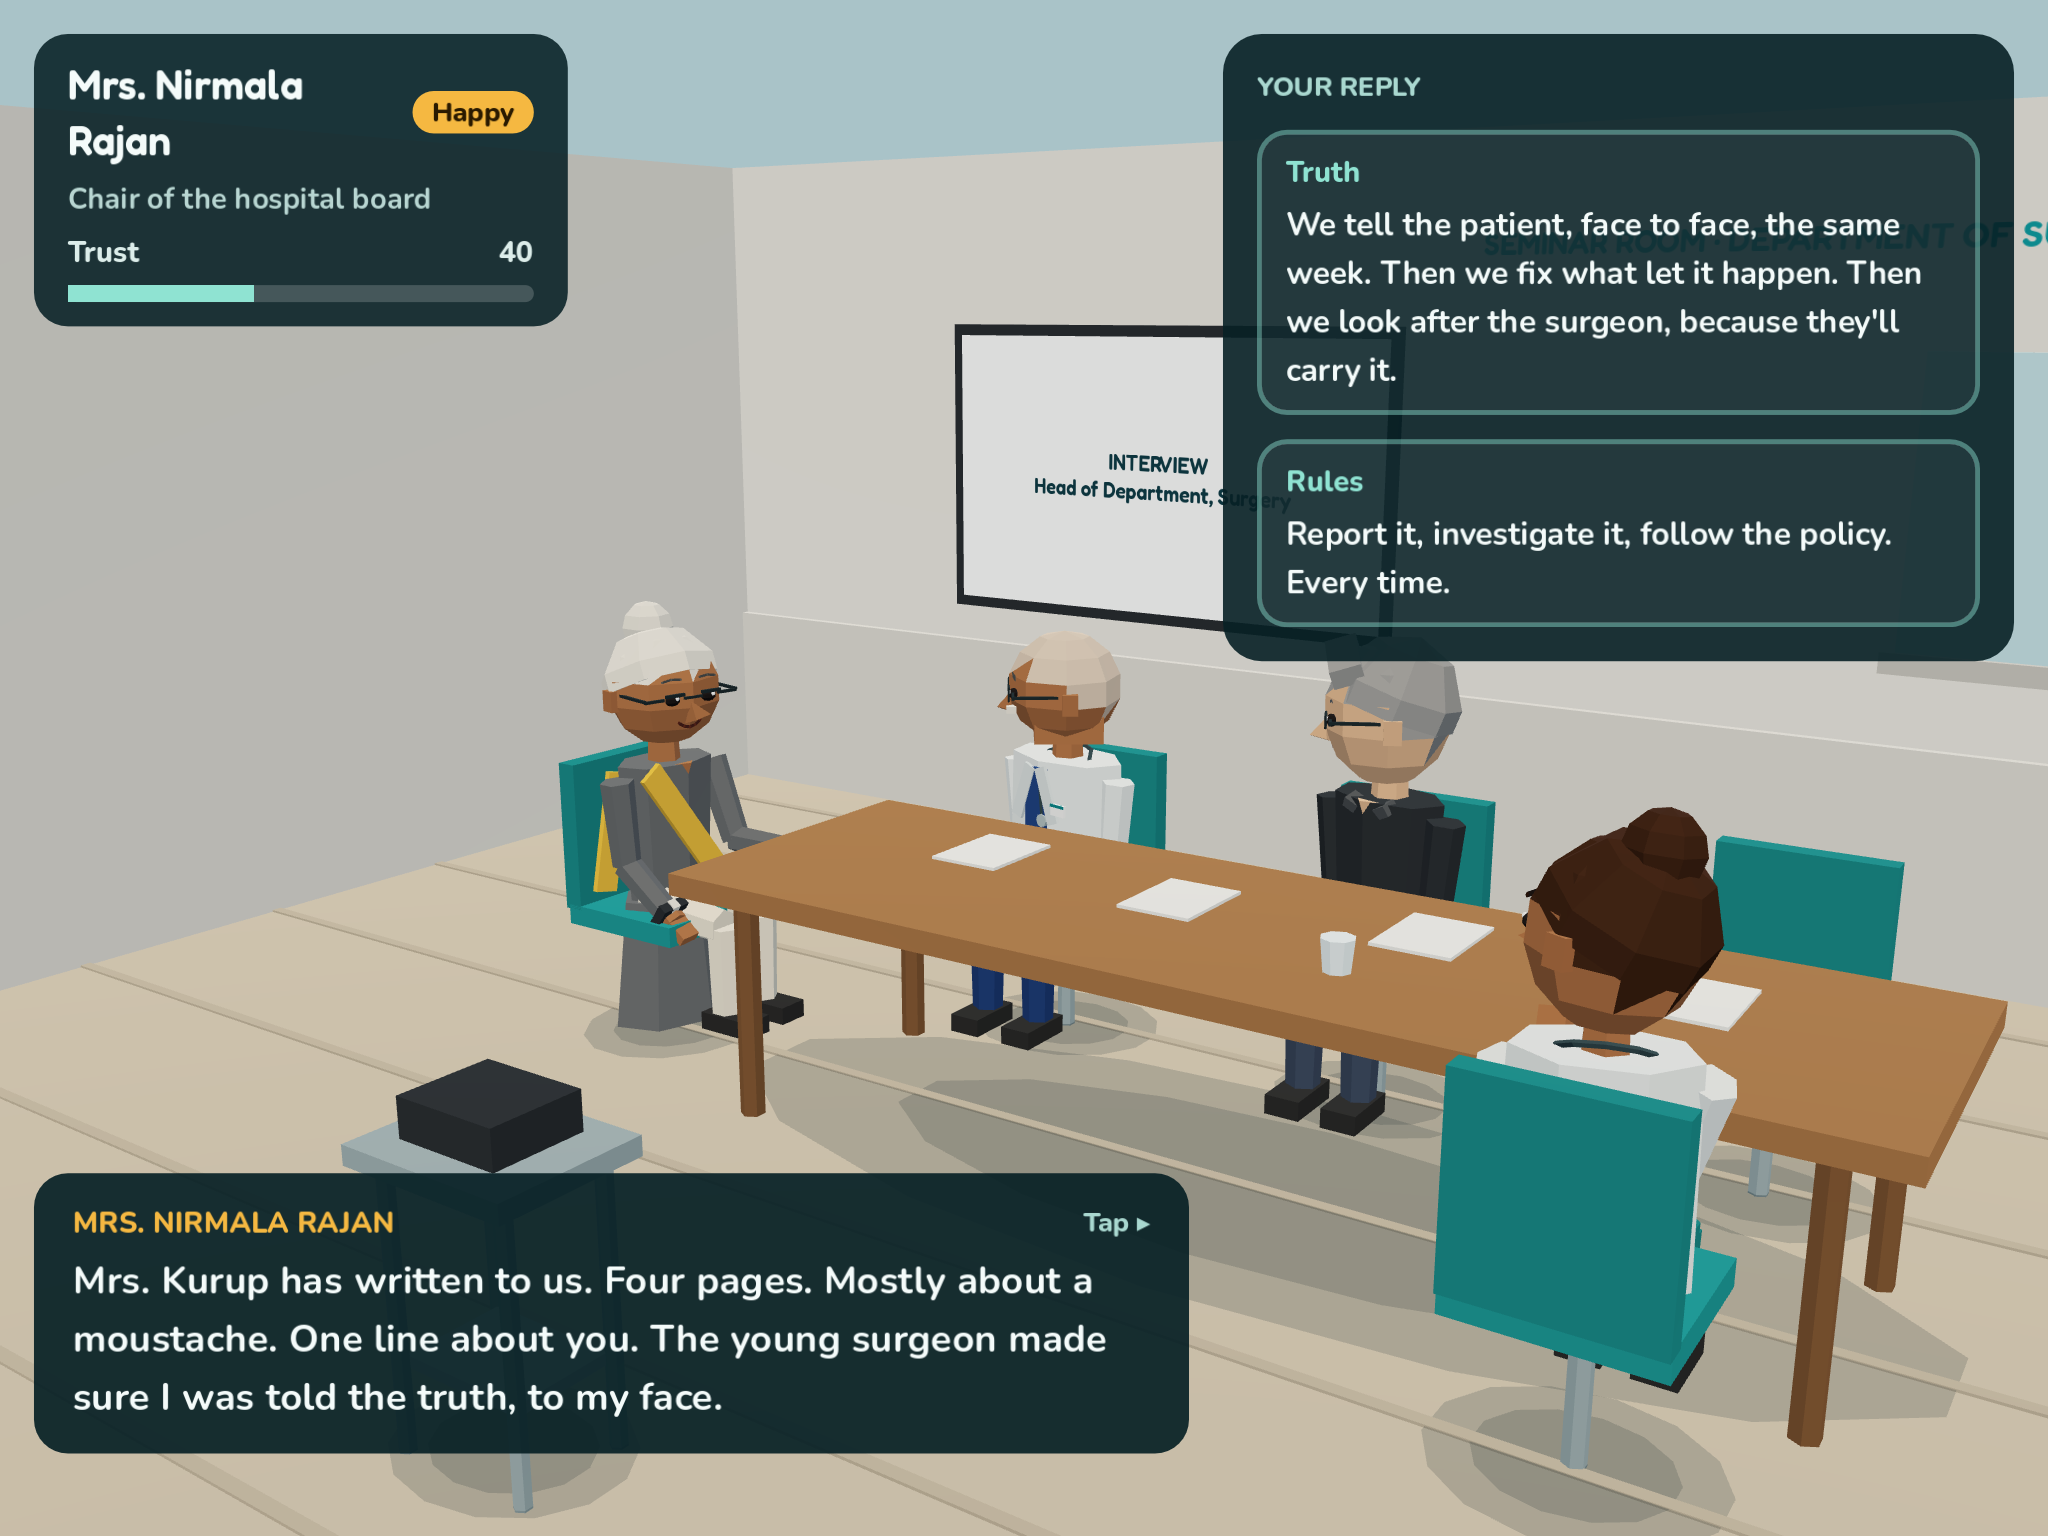 Mrs. Nirmala
Rajan
Happy
Chair of the hospital board
Trust 40
YOUR REPLY
Truth
We tell the patient, face to face, the same
week. Then we fix what let it happen. Then
we look after the surgeon, because they'll
carry it.
Rules
Report it, investigate it, follow the policy.
Every time.
SEMINAR ROOM · DEPARTMENT OF
INTERVIEW
Head of Department, Surgery
MRS. NIRMALA RAJAN
Tap ▸
Mrs. Kurup has written to us. Four pages. Mostly about a
moustache. One line about you. The young surgeon made
sure I was told the truth, to my face.